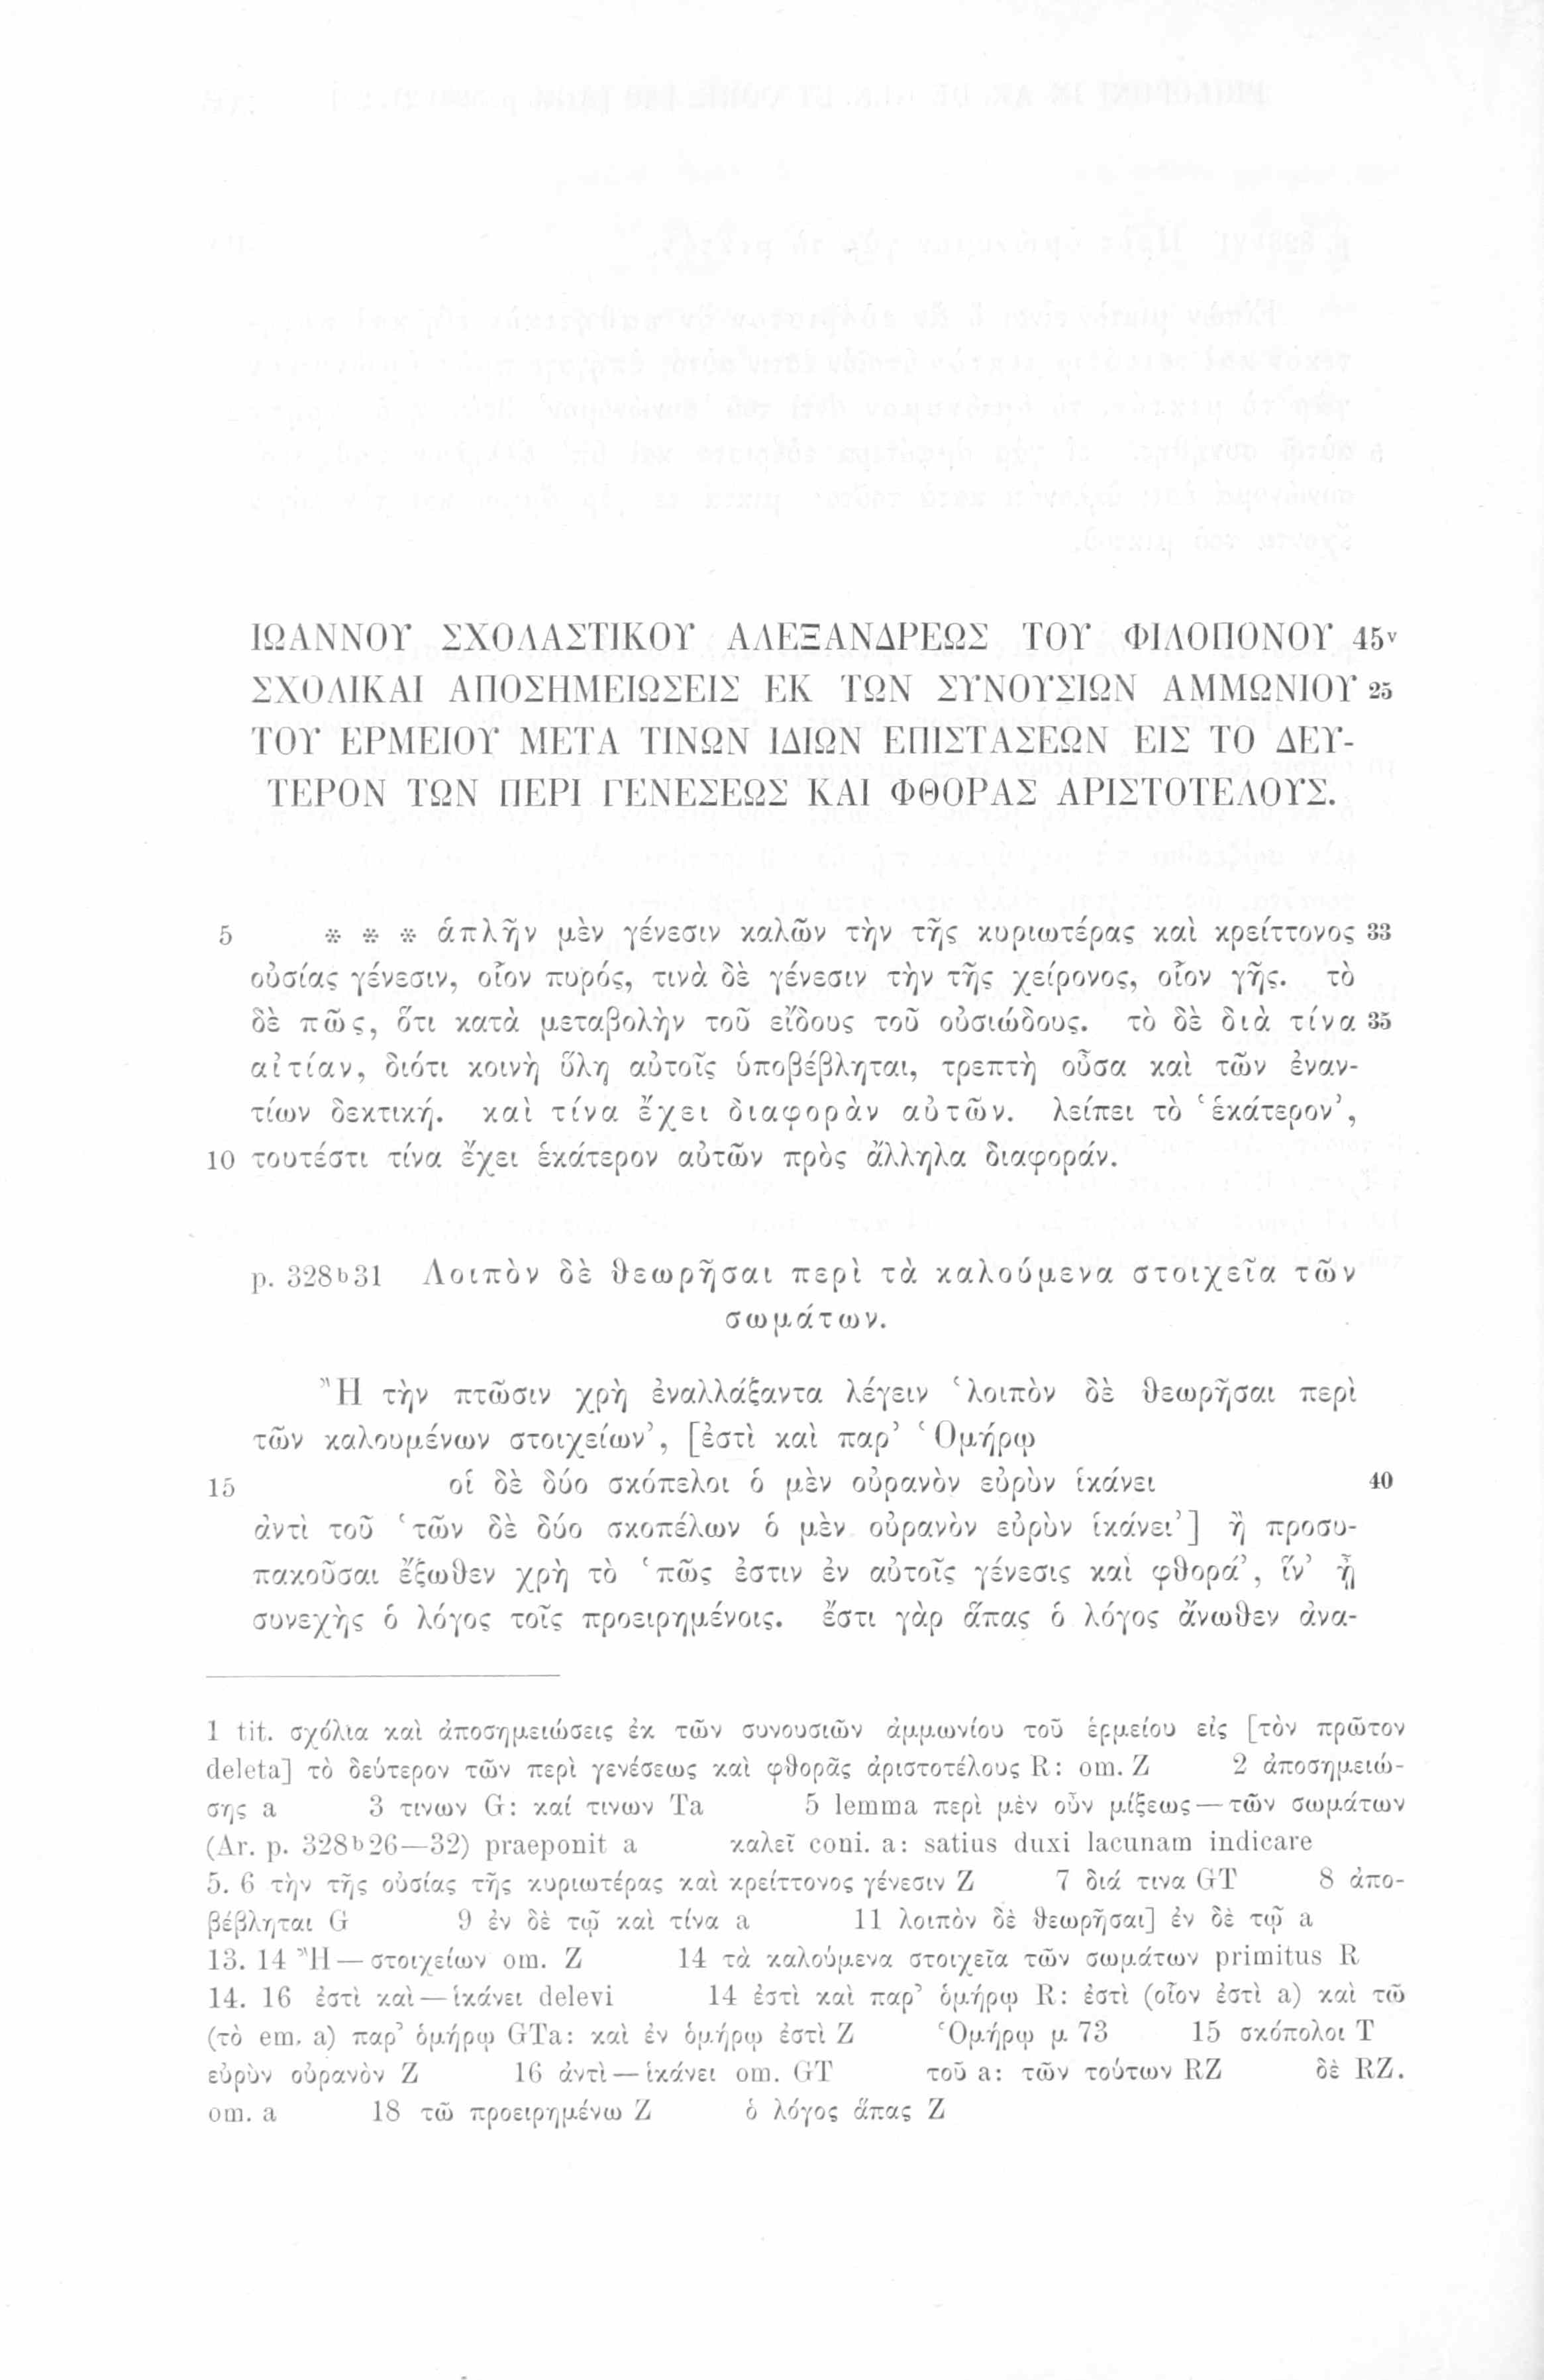 ΙΩΑΝΝΟΥ ΣΧΟΛΑΣΤΙΚΟΥ ΑΛΕΞΑΝΔΡΕΩΣ ΤΟΥ ΦΙΛΟΠΟΝΟΥ 45v
ΣΧΟΛΙΚΑΙ ΑΠΟΣΗΜΕΙΩΣΕΙΣ ΕΚ ΤΩΝ ΣΥΝΟΥΣΙΩΝ ΑΜΜΩΝΙΟΥ 25
ΤΟΥ ΕΡΜΕΙΟΥ ΜΕΤΑ ΤΙΝΩΝ ΙΔΙΩΝ ΕΠΙΣΤΑΣΕΩΝ ΕΙΣ ΤΟ ΔΕΥ-
ΤΕΡΟΝ ΤΩΝ ΠΕΡΙ ΓΕΝΕΣΕΩΣ ΚΑΙ ΦΘΟΡΑΣ ΑΡΙΣΤΟΤΕΛΟΥΣ.
5 * * * ἁπλῆν μὲν γένεσιν καλῶν τὴν τῆς κυριωτέρας καὶ κρείττονος 33
οὐσίας γένεσιν, οἷον πυρός, τινὰ δὲ γένεσιν τὴν τῆς χείρονος, οἷον γῆς. τὸ
δὲ πῶς, ὅτι κατὰ μεταβολὴν τοῦ εἴδους τοῦ οὐσιώδους. τὸ δὲ διὰ τίνα 35
αἰτίαν, διότι κοινὴ ὕλη αὐτοῖς ὑποβέβληται, τρεπτὴ οὖσα καὶ τῶν ἐναν-
τίων δεκτική. καὶ τίνα ἔχει διαφορὰν αὐτῶν. λείπει τὸ ‘ἑκάτερον’,
10 τουτέστι τίνα ἔχει ἑκάτερον αὐτῶν πρὸς ἄλληλα διαφοράν.
p. 328b31 Λοιπὸν δὲ θεωρῆσαι περὶ τὰ καλούμενα στοιχεῖα τῶν
σωμάτων.
Ἢ τὴν πτῶσιν χρὴ ἐναλλάξαντα λέγειν ‘λοιπὸν δὲ θεωρῆσαι περὶ
τῶν καλουμένων στοιχείων’, [ἐστὶ καὶ παρ’ Ὁμήρῳ
15 οἱ δὲ δύο σκόπελοι ὁ μὲν οὐρανὸν εὐρὺν ἱκάνει 40
ἀντὶ τοῦ ‘τῶν δὲ δύο σκοπέλων ὁ μὲν οὐρανὸν εὐρὺν ἱκάνει’] ἢ προσυ-
πακοῦσαι ἔξωθεν χρὴ τὸ ‘πῶς ἐστιν ἐν αὐτοῖς γένεσις καὶ φθορά’, ἵν’ ᾖ
συνεχὴς ὁ λόγος τοῖς προειρημένοις. ἔστι γὰρ ἅπας ὁ λόγος ἄνωθεν ἀνα-
1 tit. σχόλια καὶ ἀποσημειώσεις ἐκ τῶν συνουσιῶν ἀμμωνίου τοῦ ἑρμείου εἰς [τὸν πρῶτον
deleta] τὸ δεύτερον τῶν περὶ γενέσεως καὶ φθορᾶς ἀριστοτέλους R: om. Z 2 ἀποσημειώ-
σης a 3 τινων G: καί τινων Ta 5 lemma περὶ μὲν οὖν μίξεως — τῶν σωμάτων
(Ar. p. 328b26—32) praeponit a καλεῖ coni. a: satius duxi lacunam indicare
5. 6 τὴν τῆς οὐσίας τῆς κυριωτέρας καὶ κρείττονος γένεσιν Z 7 διά τινα GT 8 ἀπο-
βέβληται G 9 ἐν δὲ τῷ καὶ τίνα a 11 λοιπὸν δὲ θεωρῆσαι] ἐν δὲ τῷ a
13. 14 Ἢ — στοιχείων om. Z 14 τὰ καλούμενα στοιχεῖα τῶν σωμάτων primitus R
14. 16 ἐστὶ καὶ — ἱκάνει delevi 14 ἐστὶ καὶ παρ’ ὁμήρῳ R: ἐστὶ (οἷον ἐστὶ a) καὶ τῶ
(τὸ em. a) παρ’ ὁμήρῳ GTa: καὶ ἐν ὁμήρῳ ἐστὶ Z Ὁμήρῳ μ 73 15 σκόπολοι T
εὐρὺν οὐρανὸν Z 16 ἀντὶ — ἱκάνει om. GT τοῦ a: τῶν τούτων RZ δὲ RZ.
om. a 18 τῶ προειρημένω Z ὁ λόγος ἅπας Z